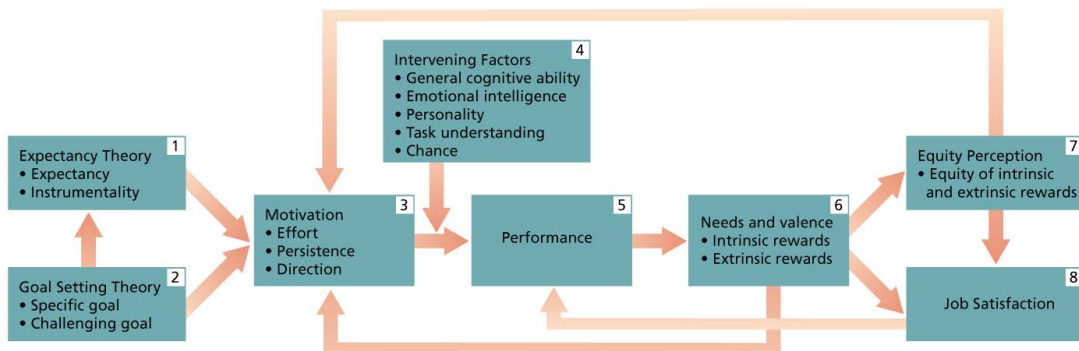 1
Expectancy Theory
• Expectancy
• Instrumentality
2
Goal Setting Theory
• Specific goal
• Challenging goal
3
Motivation
• Effort
• Persistence
• Direction
4
Intervening Factors
• General cognitive ability
• Emotional intelligence
• Personality
• Task understanding
• Chance
5
Performance
6
Needs and valence
• Intrinsic rewards
• Extrinsic rewards
7
Equity Perception
• Equity of intrinsic
and extrinsic rewards
8
Job Satisfaction